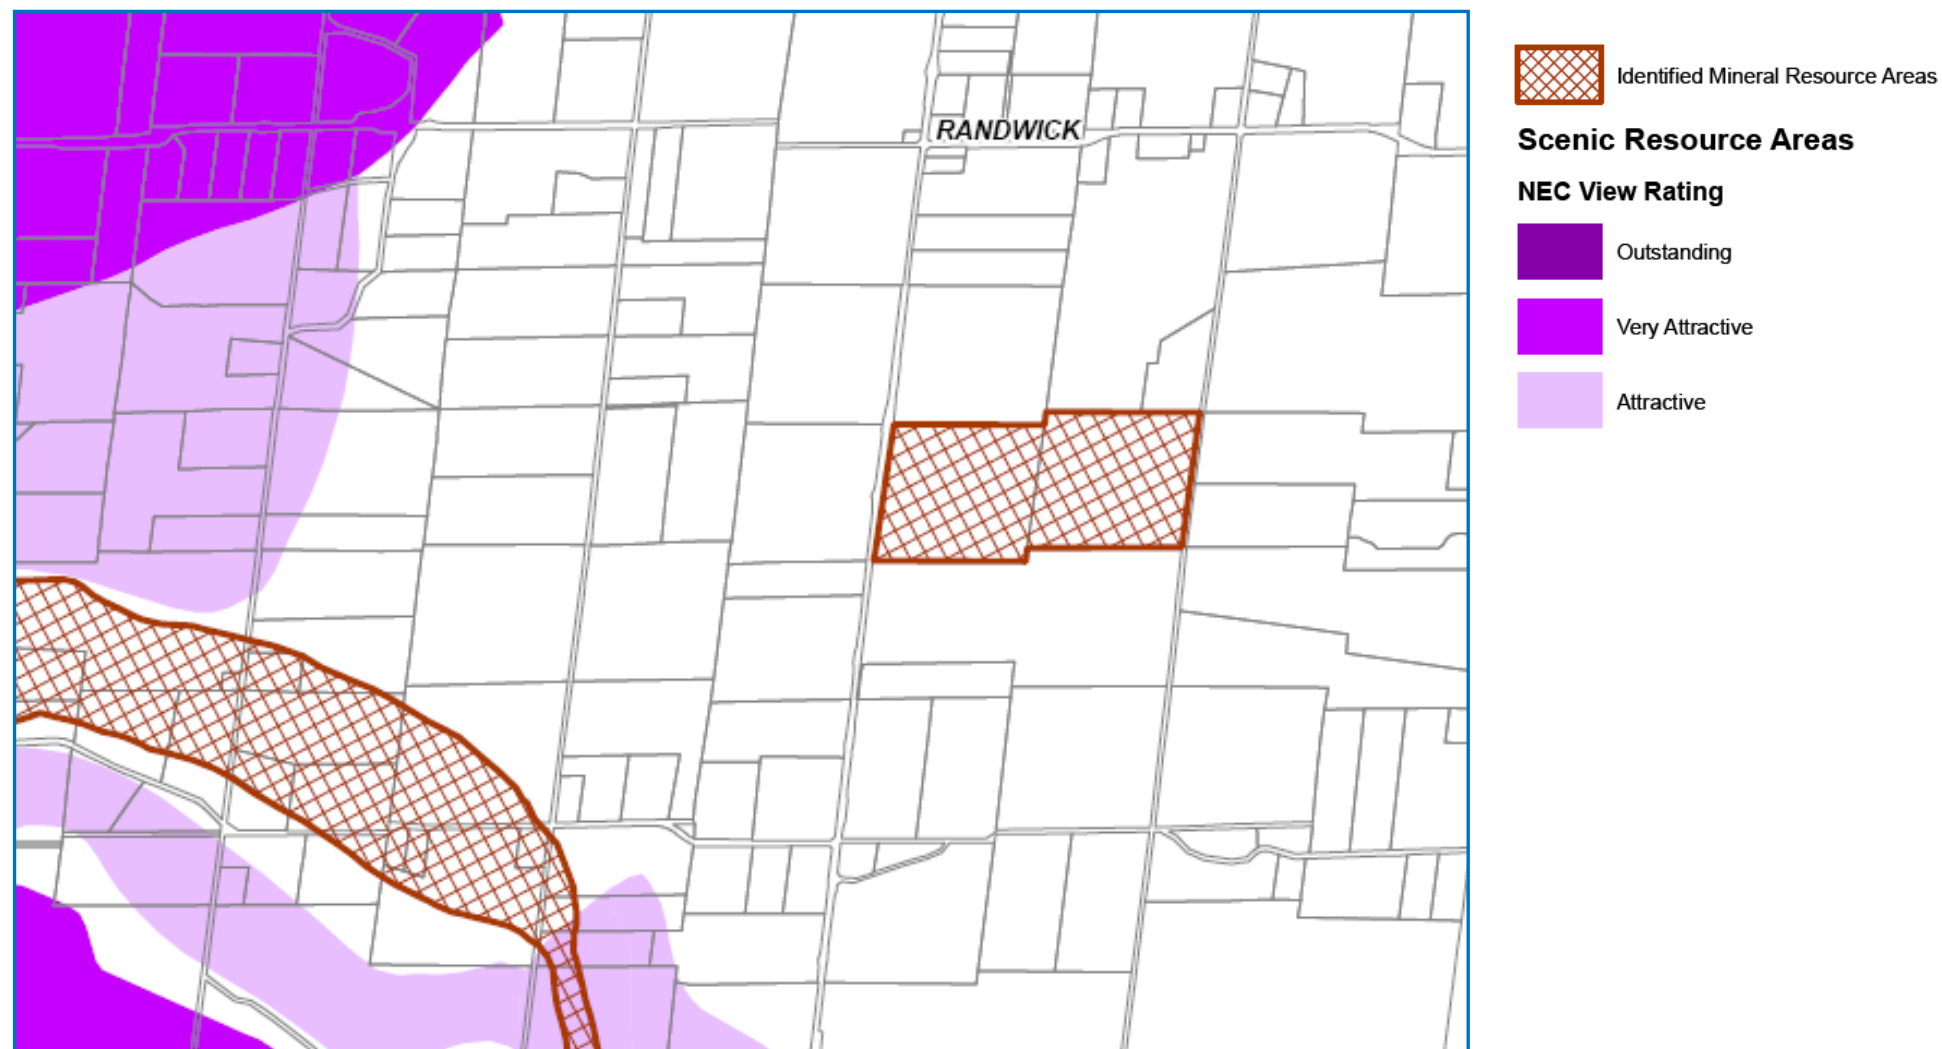 RANDWICK
Identified Mineral Resource Areas
Scenic Resource Areas
NEC View Rating
Outstanding
Very Attractive
Attractive